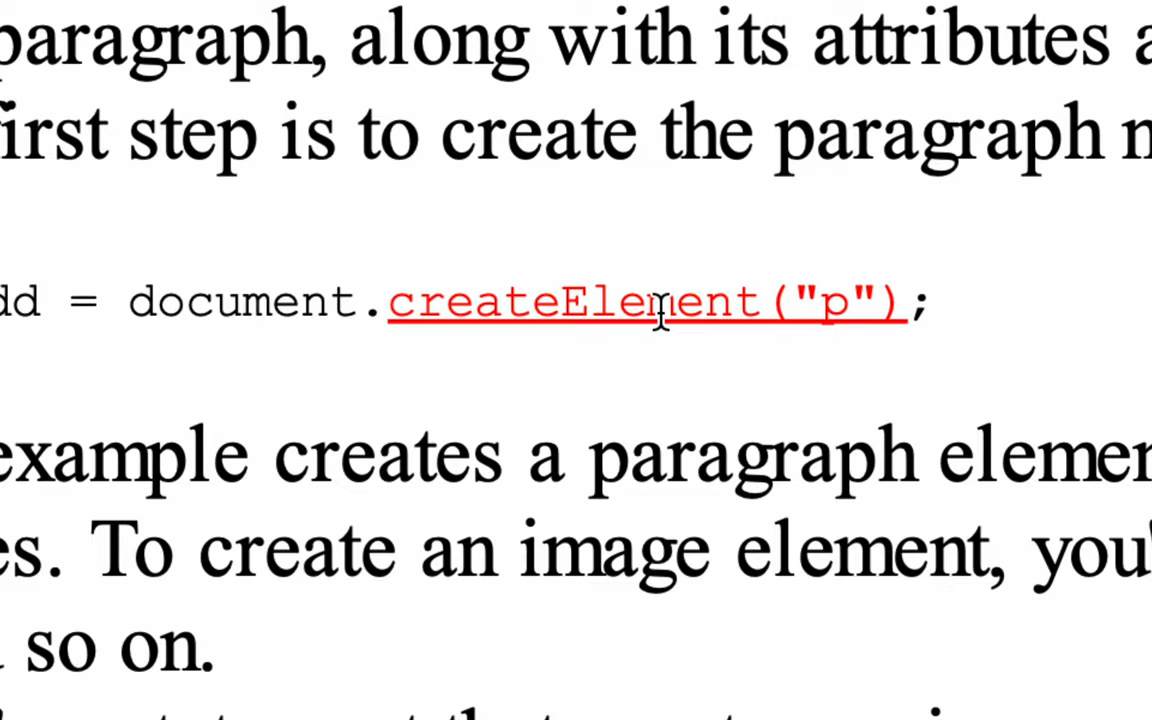 paragraph, along with its attributes a
first step is to create the paragraph n
dd = document.createElement("p");
example creates a paragraph elemen
es. To create an image element, you'
so on.